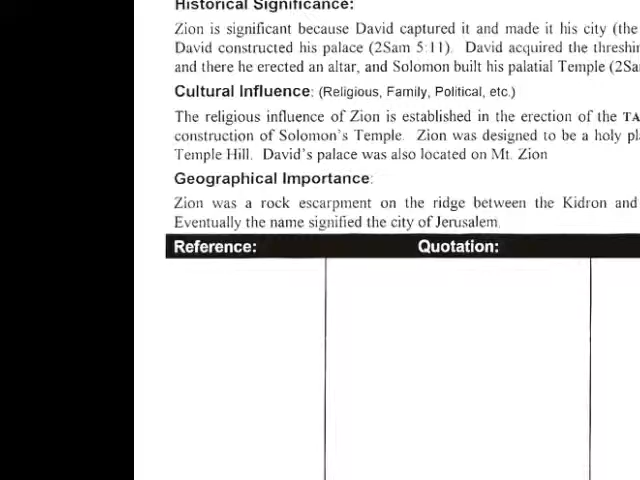 Historical Significance:
Zion is significant because David captured it and made it his city (the
David constructed his palace (2Sam 5:11). David acquired the threshin
and there he erected an altar, and Solomon built his palatial Temple (2Sa
Cultural Influence: (Religious, Family, Political, etc.)
The religious influence of Zion is established in the erection of the TA
construction of Solomon's Temple. Zion was designed to be a holy pl
Temple Hill. David's palace was also located on Mt. Zion
Geographical Importance:
Zion was a rock escarpment on the ridge between the Kidron and
Eventually the name signified the city of Jerusalem.
Reference: Quotation: